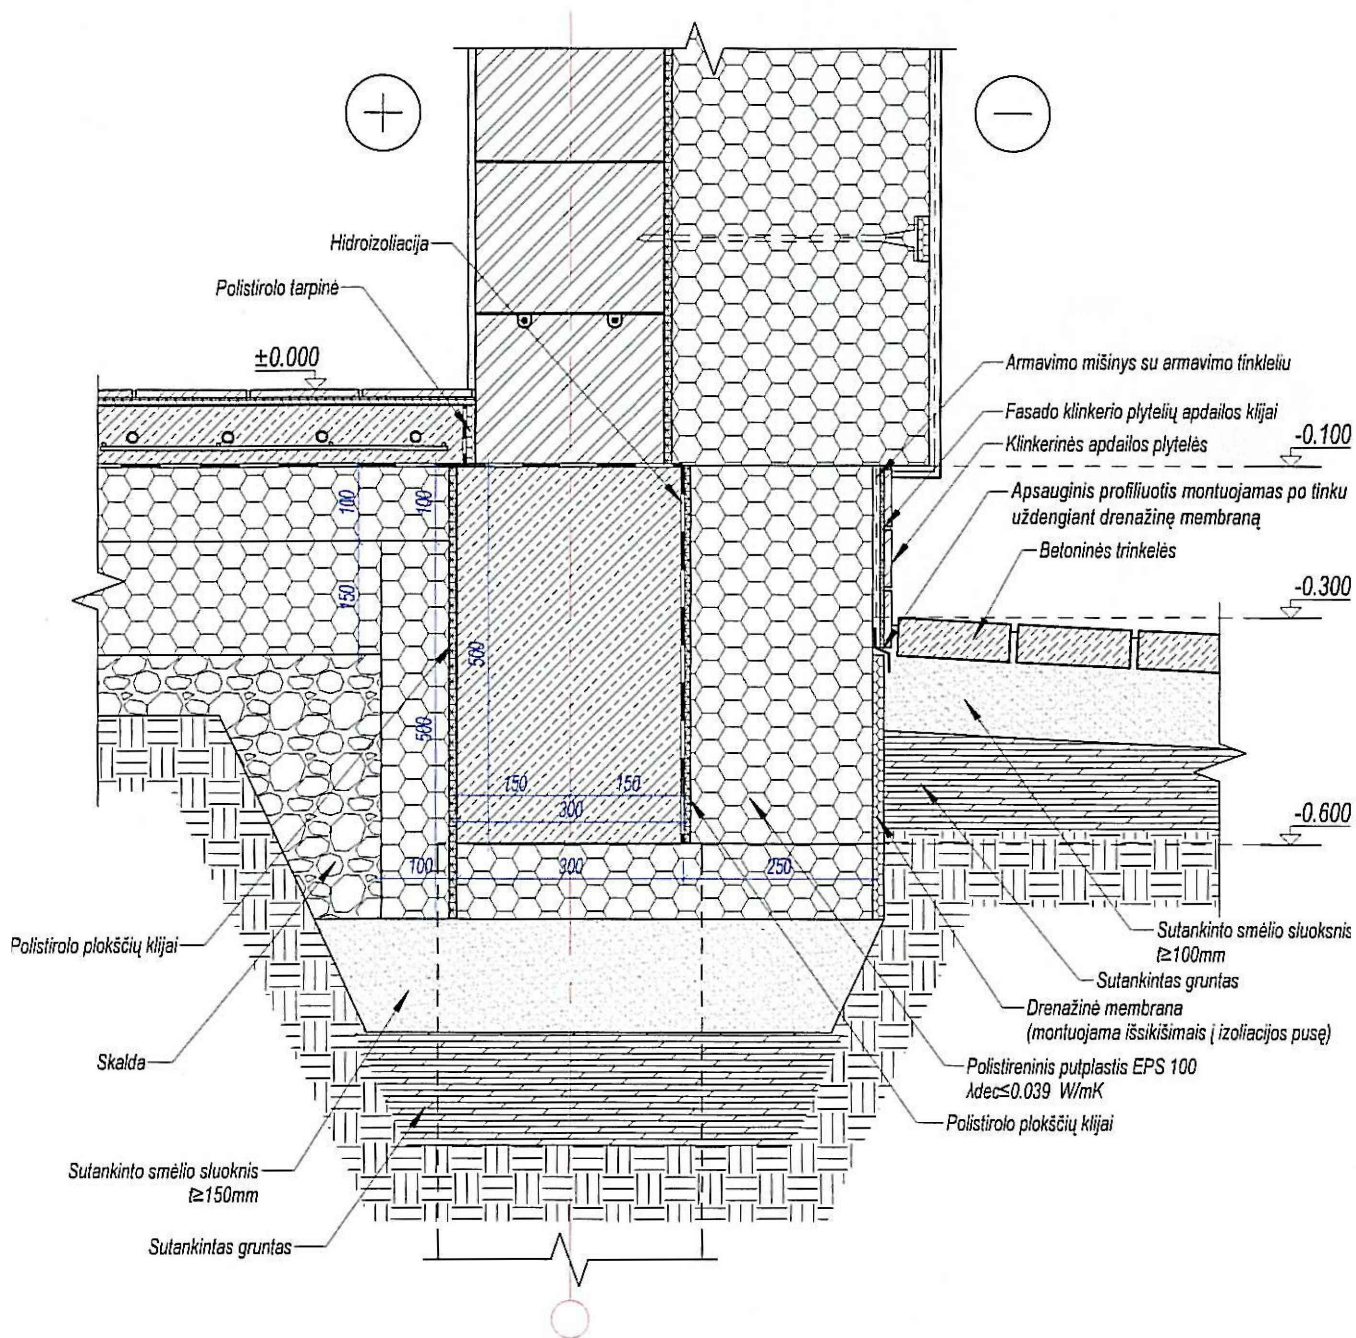 +
−
Hidroizoliacija
Polistirolo tarpinė
±0.000
Armavimo mišinys su armavimo tinkleliu
Fasado klinkerio plytelių apdailos klijai
Klinkerinės apdailos plytelės
-0.100
Apsauginis profiliuotis montuojamas po tinku
uždengiant drenažinę membraną
Betoninės trinkelės
-0.300
100
100
150
500
500
150
150
300
-0.600
100
300
250
Polistirolo plokščių klijai
Sutankinto smėlio sluoksnis
t≥100mm
Sutankintas gruntas
Drenažinė membrana
(montuojama išsikišimais į izoliacijos pusę)
Skalda
Polistireninis putplastis EPS 100
λdec≤0.039 W/mK
Polistirolo plokščių klijai
Sutankinto smėlio sluoknis
t≥150mm
Sutankintas gruntas